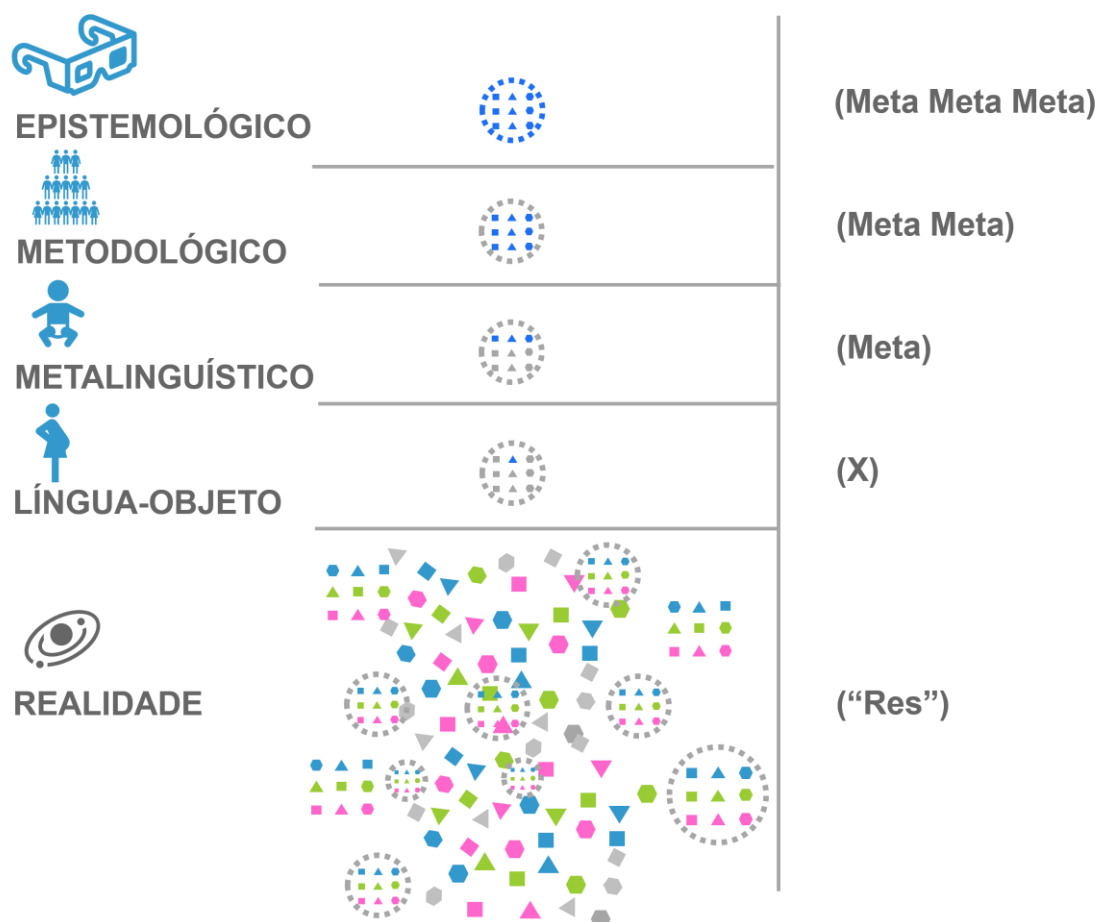 EPISTEMOLÓGICO
(Meta Meta Meta)
METODOLÓGICO
(Meta Meta)
METALINGUÍSTICO
(Meta)
LÍNGUA-OBJETO
(X)
REALIDADE
(“Res”)